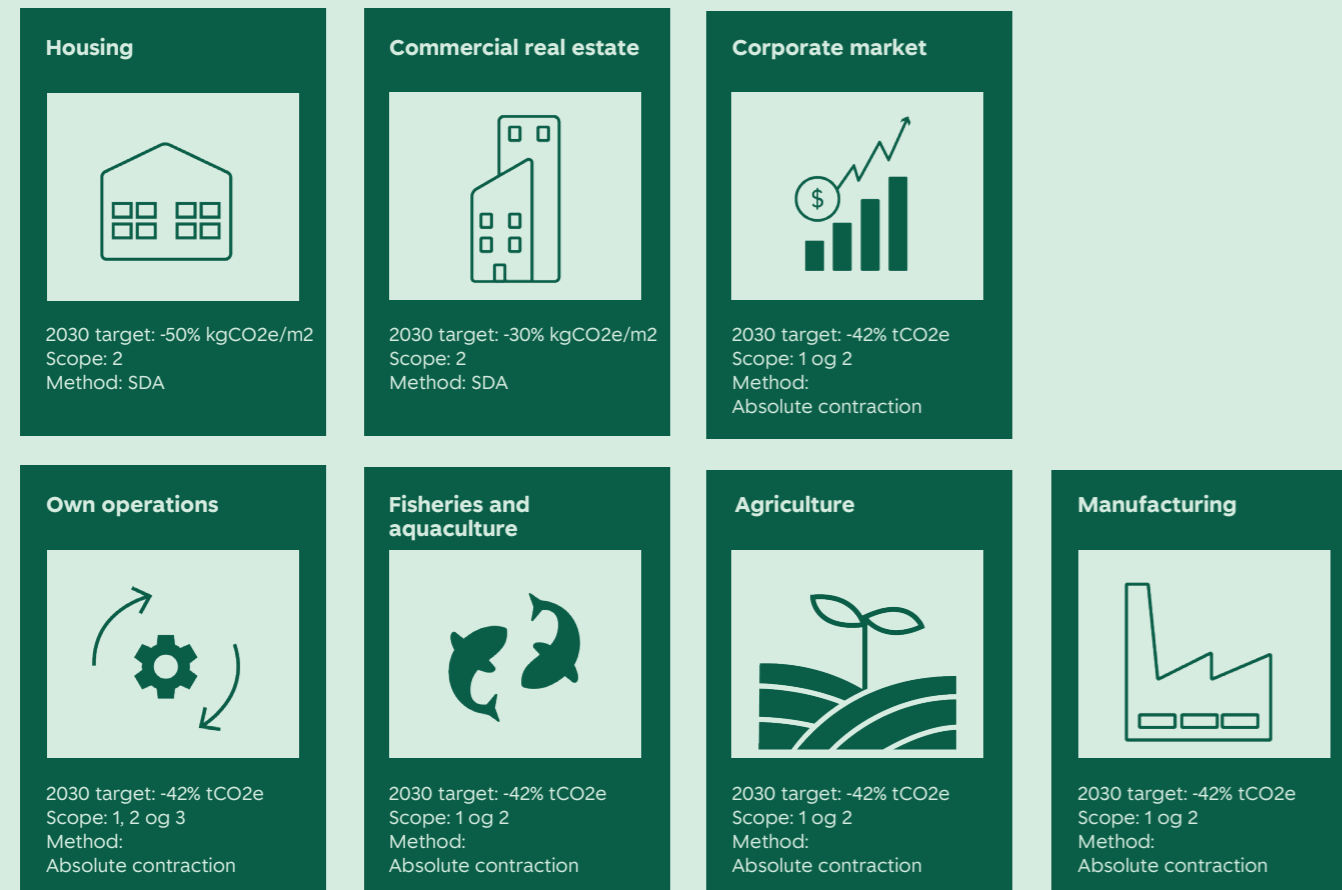 Housing
2030 target: -50% kgCO2e/m2
Scope: 2
Method: SDA
Commercial real estate
2030 target: -30% kgCO2e/m2
Scope: 2
Method: SDA
Corporate market
$
2030 target: -42% tCO2e
Scope: 1 og 2
Method:
Absolute contraction
Own operations
2030 target: -42% tCO2e
Scope: 1, 2 og 3
Method:
Absolute contraction
Fisheries and
aquaculture
2030 target: -42% tCO2e
Scope: 1 og 2
Method:
Absolute contraction
Agriculture
2030 target: -42% tCO2e
Scope: 1 og 2
Method:
Absolute contraction
Manufacturing
2030 target: -42% tCO2e
Scope: 1 og 2
Method:
Absolute contraction